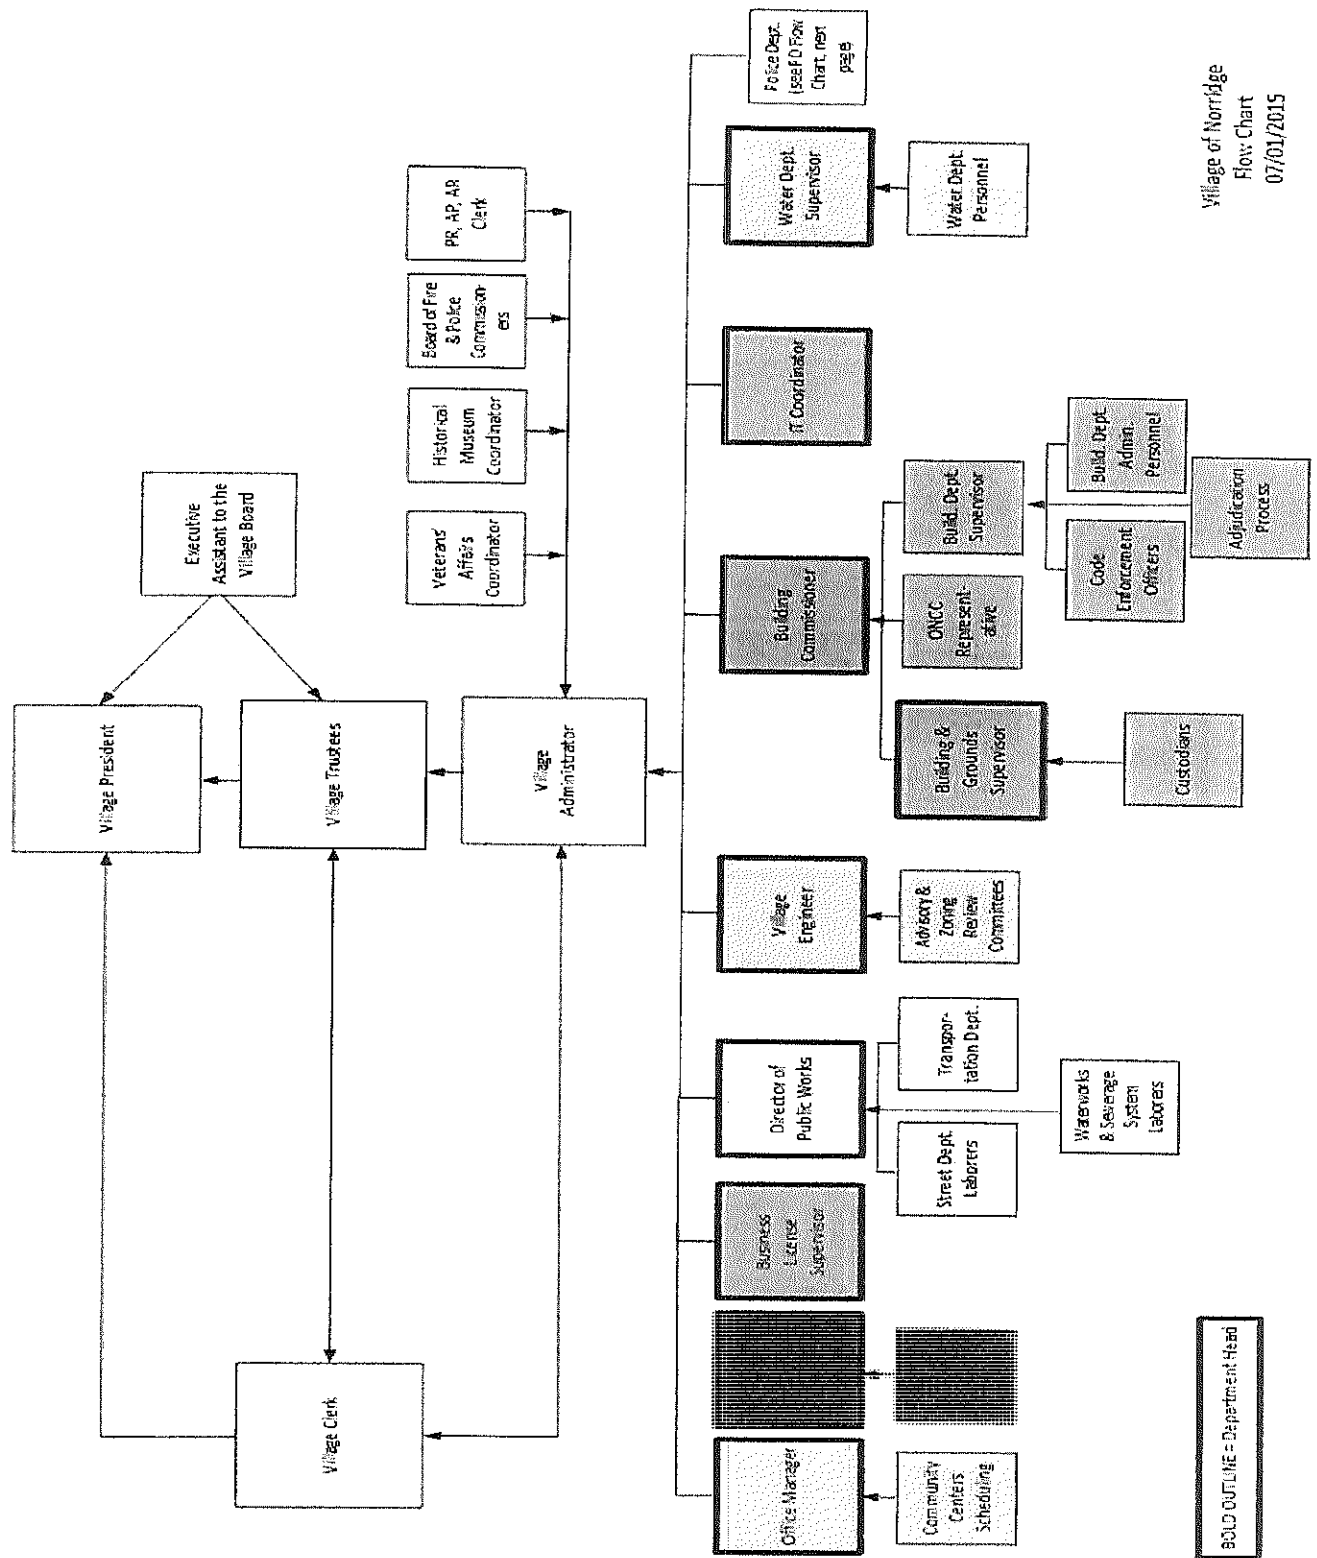 Village President
Executive
Assistant to the
Village Board
Village Clerk
Village Trustees
Village
Administrator
Veterans'
Affairs
Coordinator
Historical
Museum
Coordinator
Board of Fire
& Police
Commission-
ers
PR, AP, AR
Clerk
Office Manager
Business
License
Supervisor
Director of
Public Works
Village
Engineer
Building
Commissioner
IT Coordinator
Water Dept.
Supervisor
Police Dept.
(see P D Flow
Chart, next
page)
Community
Centers
Scheduling
Street Dept.
Laborers
Transpor-
tation Dept.
Waterworks
& Sewerage
System
Laborers
Advisory &
Zoning
Review
Committees
Building &
Grounds
Supervisor
ONCC
Represent-
ative
Build. Dept.
Supervisor
Water Dept.
Personnel
Custodians
Code
Enforcement
Officers
Build. Dept.
Admin.
Personnel
Adjudication
Process
BOLD OUTLINE = Department Head
Village of Norridge
Flow Chart
07/01/2015